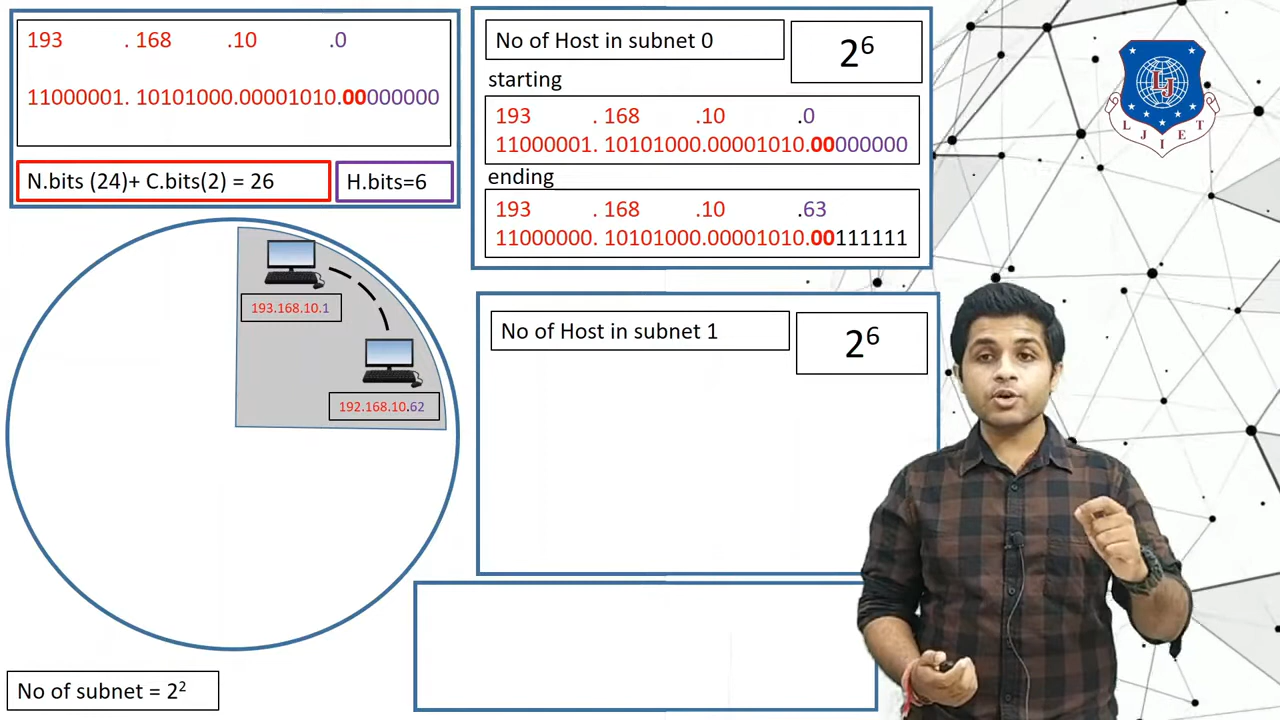 193 . 168 .10 .0
11000001. 10101000.00001010.00000000
N.bits (24)+ C.bits(2) = 26
H.bits=6
193.168.10.1
192.168.10.62
No of subnet = 2²
No of Host in subnet 0
2⁶
starting
193 . 168 .10 .0
11000001. 10101000.00001010.00000000
ending
193 . 168 .10 .63
11000000. 10101000.00001010.00111111
No of Host in subnet 1
2⁶
LJ
L J I E T